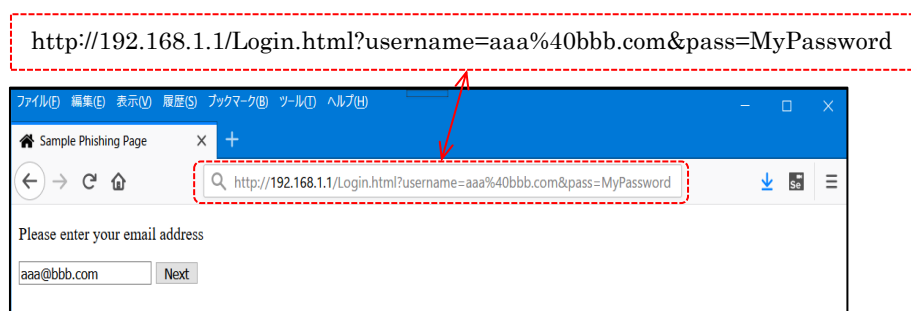 http://192.168.1.1/Login.html?username=aaa%40bbb.com&pass=MyPassword
ファイル(F) 編集(E) 表示(V) 履歴(S) ブックマーク(B) ツール(T) ヘルプ(H)
Sample Phishing Page
http://192.168.1.1/Login.html?username=aaa%40bbb.com&pass=MyPassword
Se
Please enter your email address
aaa@bbb.com Next